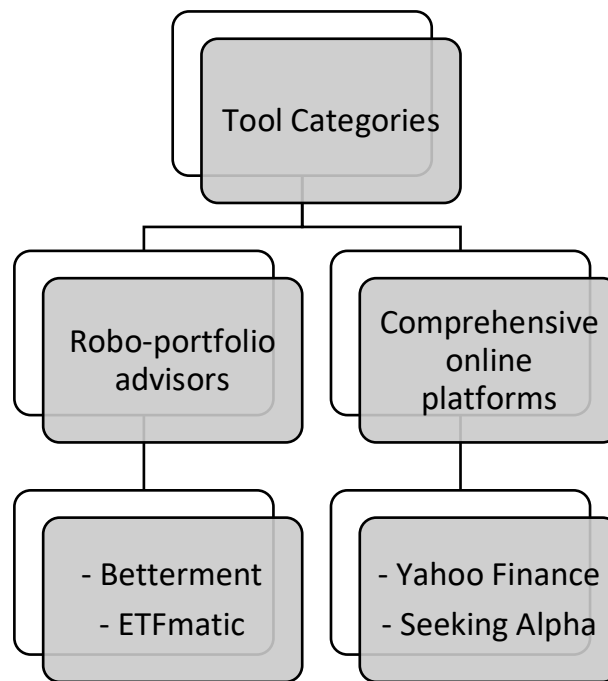 Tool Categories
Robo-portfolio
advisors
Comprehensive
online
platforms
- Betterment
- ETFmatic
- Yahoo Finance
- Seeking Alpha